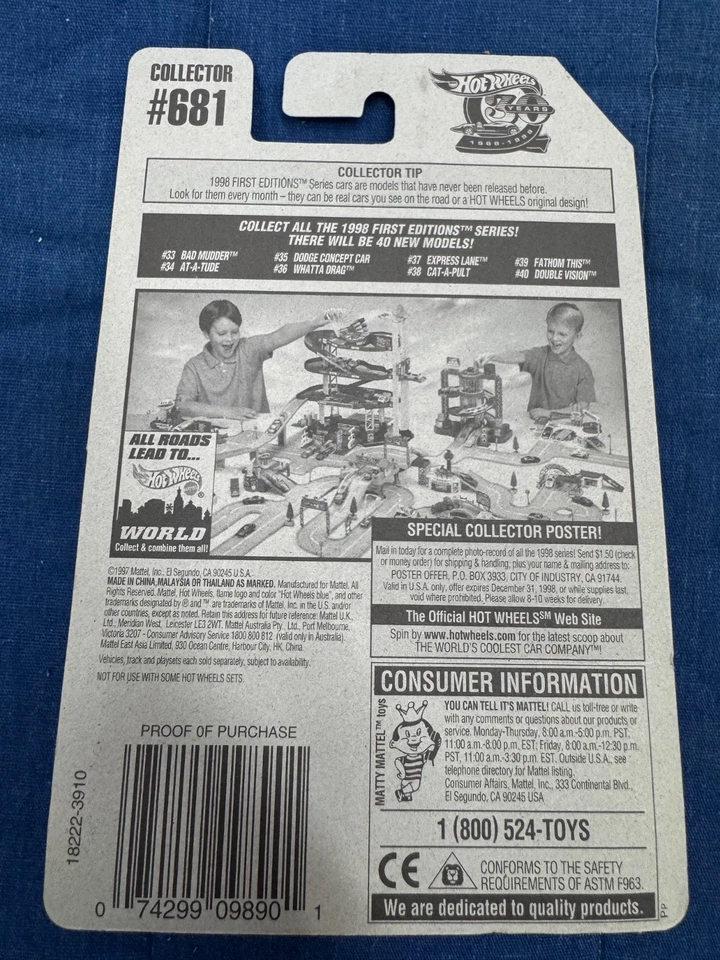 COLLECTOR
#681
HOT WHEELS
30
YEARS
1968-1998
COLLECTOR TIP
1998 FIRST EDITIONS™ Series cars are models that have never been released before.
Look for them every month – they can be real cars you see on the road or a HOT WHEELS original design!
COLLECT ALL THE 1998 FIRST EDITIONS™ SERIES!
THERE WILL BE 40 NEW MODELS!
#33 BAD MUDDER™ #35 DODGE CONCEPT CAR #37 EXPRESS LANE™ #39 FATHOM THIS™
#34 AT-A-TUDE #36 WHATTA DRAG™ #38 CAT-A-PULT #40 DOUBLE VISION™
ALL ROADS
LEAD TO...
HOT WHEELS®
WORLD
Collect & combine them all!
©1997 Mattel, Inc., El Segundo, CA 90245 U.S.A.
MADE IN CHINA, MALAYSIA OR THAILAND AS MARKED. Manufactured for Mattel. All
Rights Reserved. Mattel, Hot Wheels, flame logo and color "Hot Wheels blue", and other
trademarks designated by ® and ™ are trademarks of Mattel, Inc. in the U.S. and/or
other countries, except as noted. Retain this address for future reference: Mattel U.K.
Ltd., Meridian West, Leicester LE3 2WT. Mattel Australia Pty., Ltd., Port Melbourne,
Victoria 3207 - Consumer Advisory Service 1800 800 812 (valid only in Australia).
Mattel East Asia Limited, 930 Ocean Centre, Harbour City, HK, China.
Vehicles, track and playsets each sold separately, subject to availability.
NOT FOR USE WITH SOME HOT WHEELS SETS.
SPECIAL COLLECTOR POSTER!
Mail in today for a complete photo-record of all the 1998 series! Send $1.50 (check
or money order) for shipping & handling, plus your name & mailing address to:
POSTER OFFER, P.O. BOX 3933, CITY OF INDUSTRY, CA 91744.
Valid in U.S.A. only, offer expires December 31, 1998, or while supplies last,
void where prohibited. Please allow 8-10 weeks for delivery.
The Official HOT WHEELS℠ Web Site
Spin by www.hotwheels.com for the latest scoop about
THE WORLD'S COOLEST CAR COMPANY™!
CONSUMER INFORMATION
MATTY MATTEL™ toys
YOU CAN TELL IT'S MATTEL! CALL us toll-free or write
with any comments or questions about our products or
service. Monday-Thursday, 8:00 a.m.-5:00 p.m. PST,
11:00 a.m.-8:00 p.m. EST; Friday, 8:00 a.m.-12:30 p.m.
PST, 11:00 a.m.-3:30 p.m. EST. Outside U.S.A., see
telephone directory for Mattel listing.
Consumer Affairs, Mattel, Inc., 333 Continental Blvd.,
El Segundo, CA 90245 USA
1 (800) 524-TOYS
CE
CONFORMS TO THE SAFETY
REQUIREMENTS OF ASTM F963.
We are dedicated to quality products.
PP
PROOF OF PURCHASE
18222-3910
0 74299 09890 1